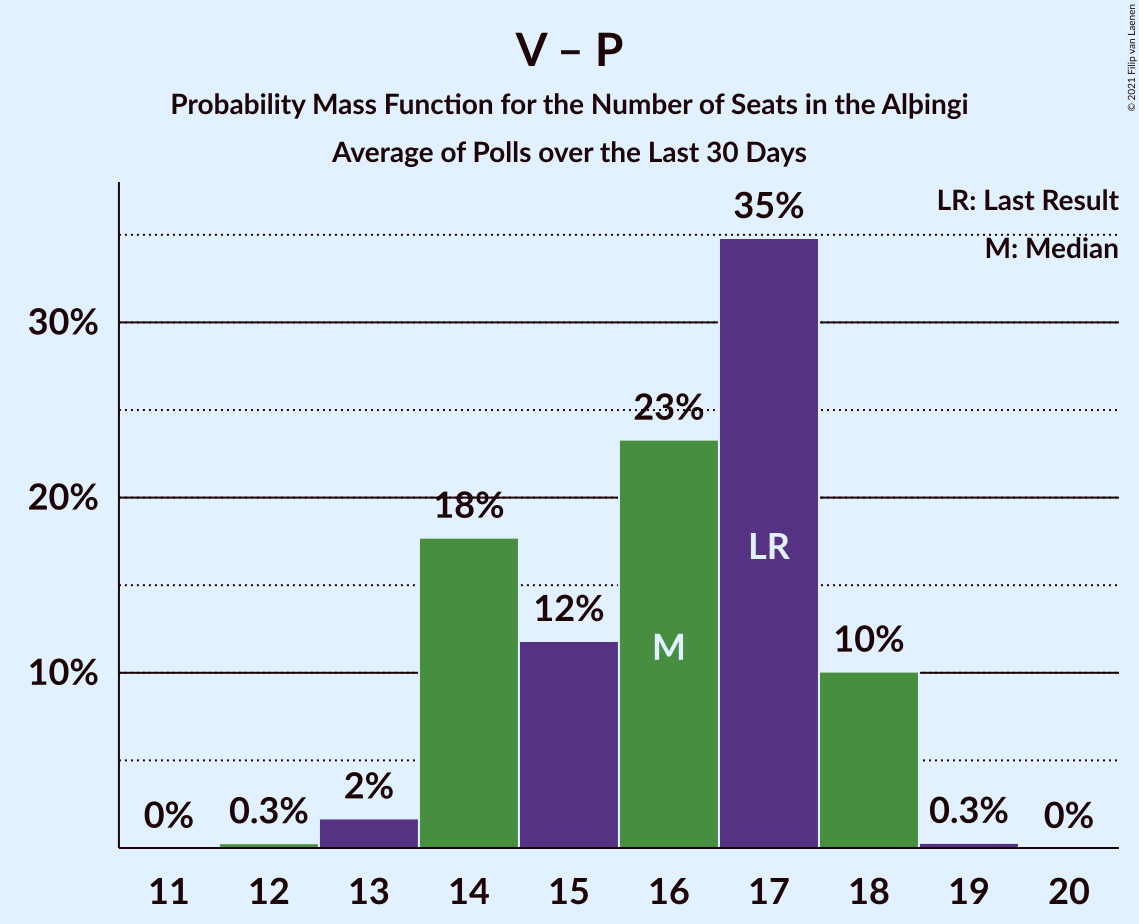 V – P
Probability Mass Function for the Number of Seats in the Alþingi
Average of Polls over the Last 30 Days
© 2021 Filip van Laenen
LR: Last Result
M: Median
35%
30%
23%
20%
18%
LR
12%
M
10%
10%
2%
0%
0.3%
0.3%
0%
11
12
13
14
15
16
17
18
19
20